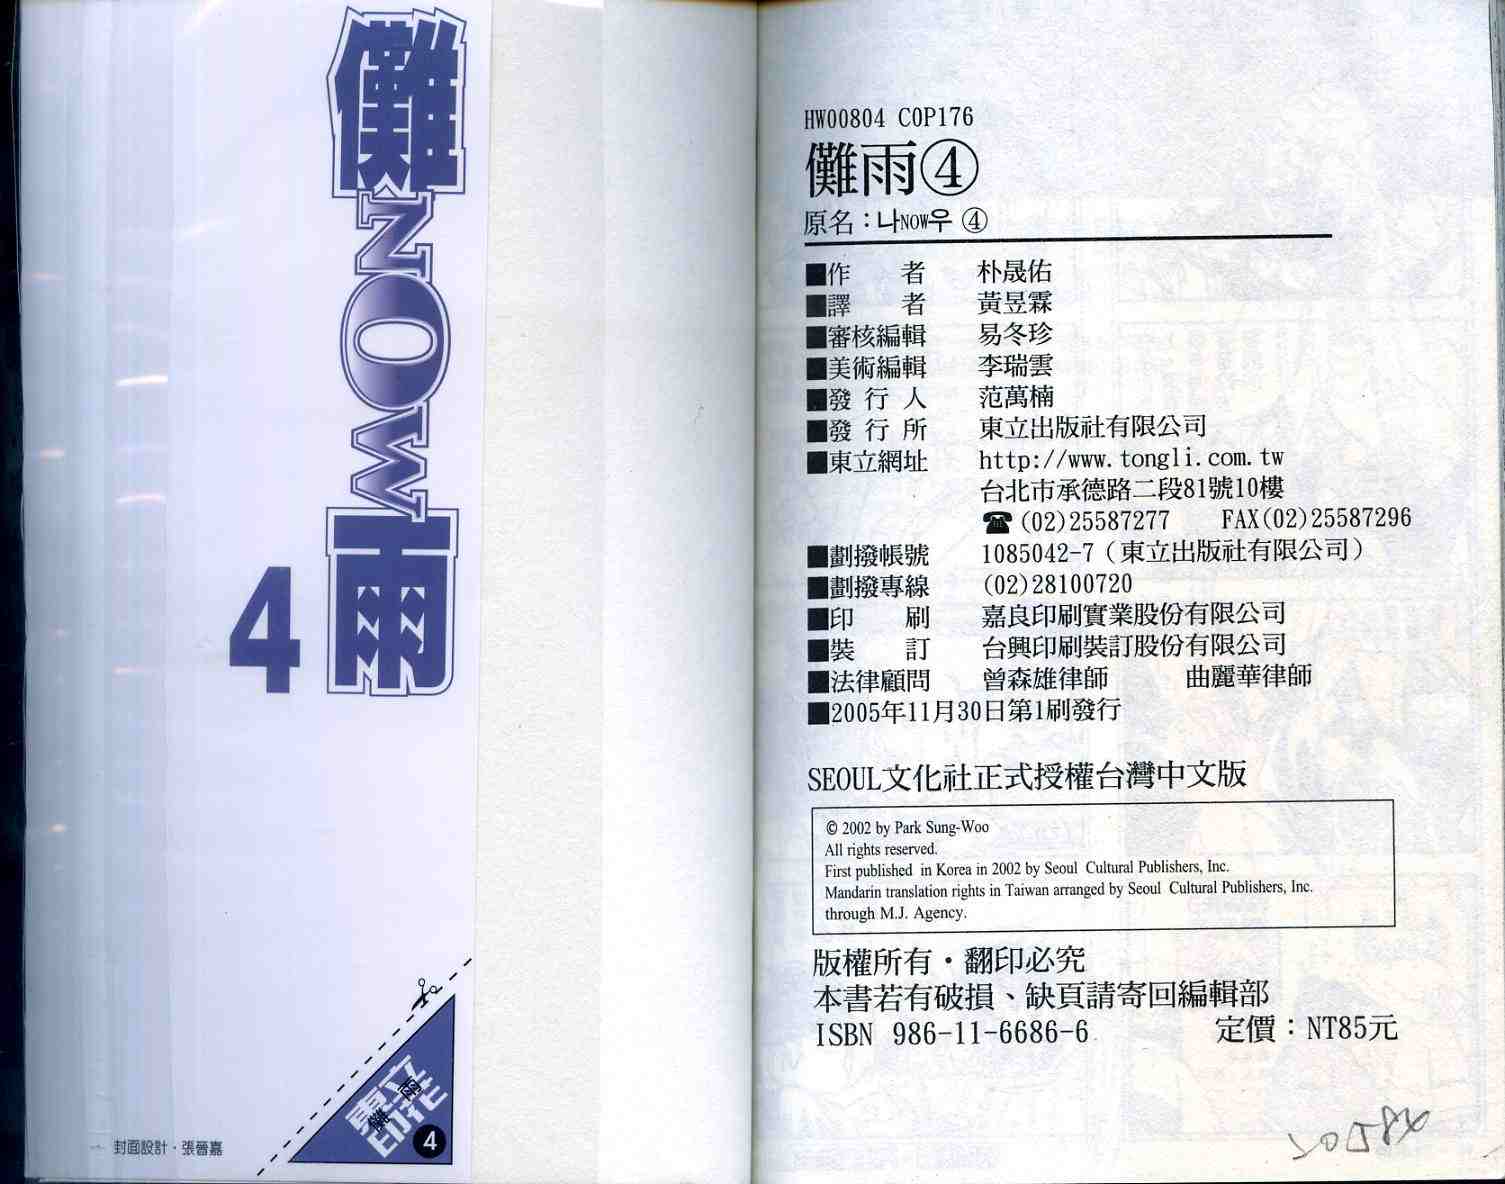 儺NOW雨
4
東立印花
儺雨
4
封面設計・張晉嘉
HW00804 COP176
儺雨④
原名：나NOW우 ④
■作 者 朴晟佑
■譯 者 黃昱霖
■審核編輯 易冬珍
■美術編輯 李瑞雲
■發 行 人 范萬楠
■發 行 所 東立出版社有限公司
■東立網址 http://www.tongli.com.tw
台北市承德路二段81號10樓
☎(02)25587277 FAX(02)25587296
■劃撥帳號 1085042-7（東立出版社有限公司）
■劃撥專線 (02)28100720
■印 刷 嘉良印刷實業股份有限公司
■裝 訂 台興印刷裝訂股份有限公司
■法律顧問 曾森雄律師 曲麗華律師
■2005年11月30日第1刷發行
SEOUL文化社正式授權台灣中文版
© 2002 by Park Sung-Woo
All rights reserved.
First published in Korea in 2002 by Seoul Cultural Publishers, Inc.
Mandarin translation rights in Taiwan arranged by Seoul Cultural Publishers, Inc.
through M.J. Agency.
版權所有・翻印必究
本書若有破損、缺頁請寄回編輯部
ISBN 986-11-6686-6 定價：NT85元